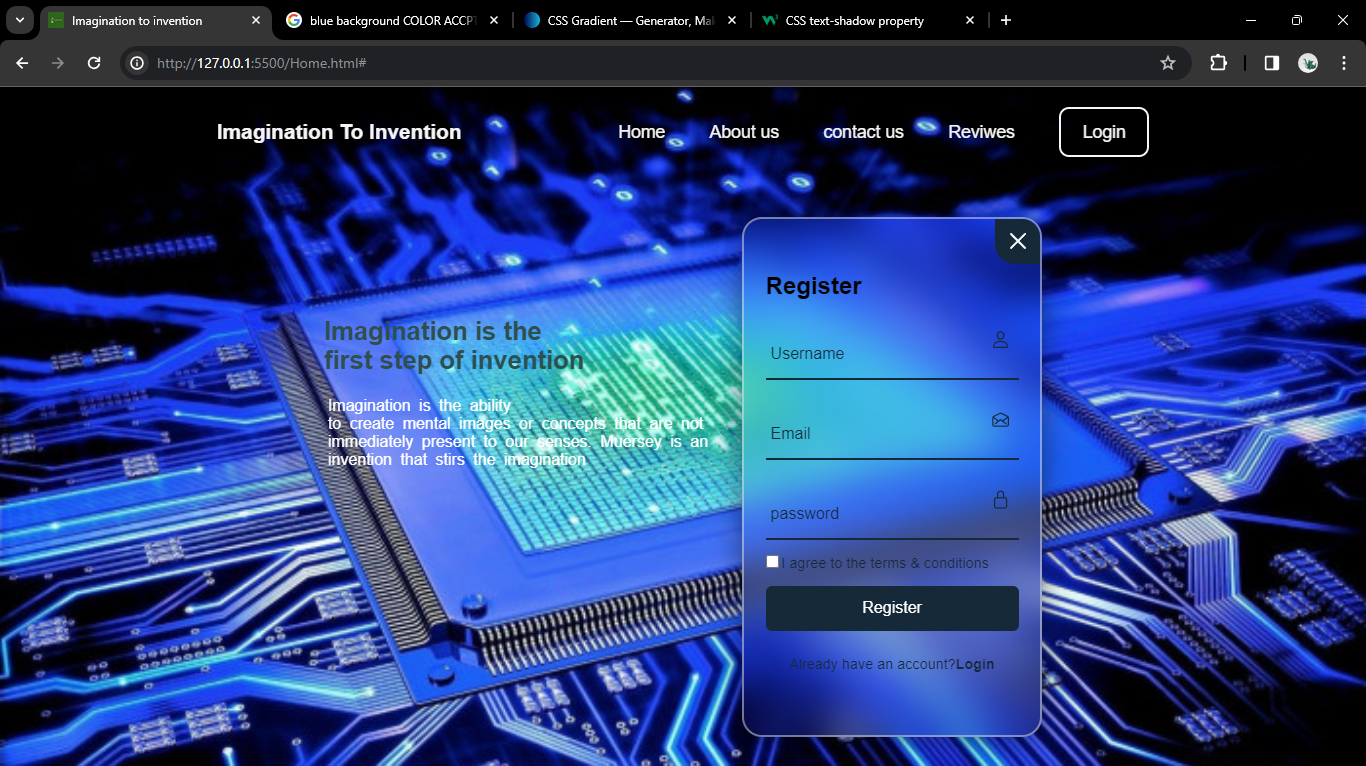 Imagination to invention
blue background COLOR ACCPT
CSS Gradient — Generator, Mak
CSS text-shadow property
http://127.0.0.1:5500/Home.html#
Imagination To Invention
Home
About us
contact us
Reviwes
Login
Imagination is the
first step of invention
Imagination is the ability
to create mental images or concepts that are not
immediately present to our senses. Muersey is an
invention that stirs the imagination
Register
Username
Email
password
I agree to the terms & conditions
Register
Already have an account?Login